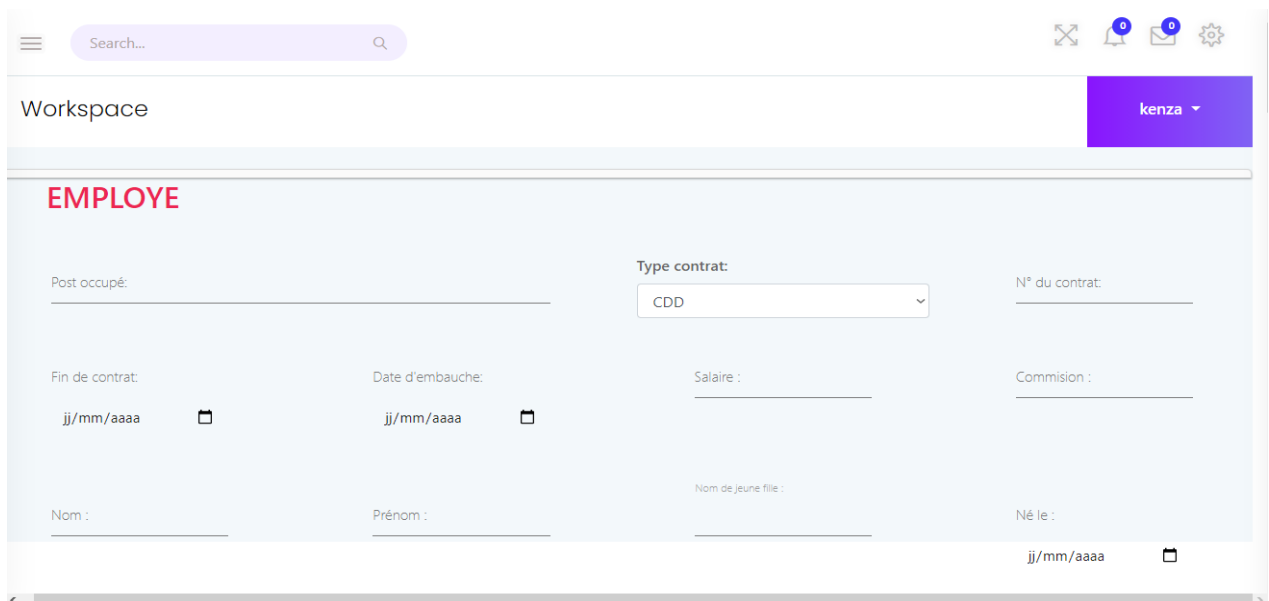 Search...
0
0
Workspace
kenza
EMPLOYE
Post occupé:
Type contrat:
CDD
N° du contrat:
Fin de contrat:
jj/mm/aaaa
Date d'embauche:
jj/mm/aaaa
Salaire :
Commision :
Nom :
Prénom :
Nom de jeune fille :
Né le :
jj/mm/aaaa